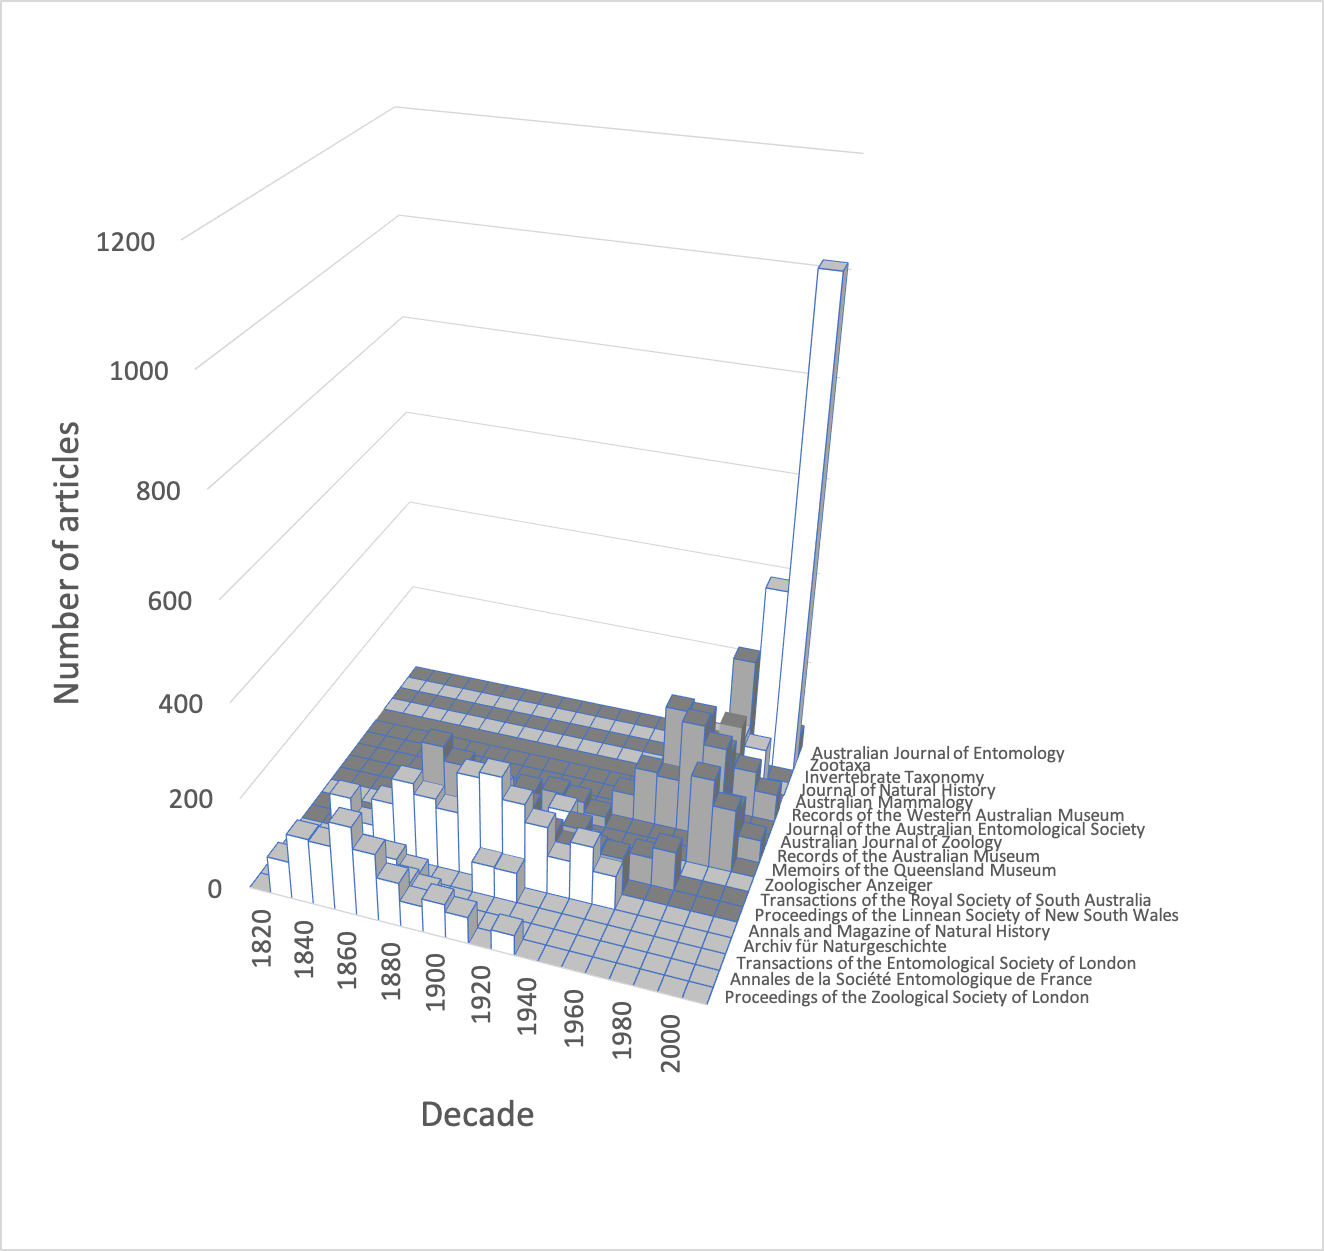 1200
1000
800
600
400
200
0
Number of articles
1820
1840
1860
1880
1900
1920
1940
1960
1980
2000
Decade
Australian Journal of Entomology
Zootaxa
Invertebrate Taxonomy
Journal of Natural History
Australian Mammalogy
Records of the Western Australian Museum
Journal of the Australian Entomological Society
Australian Journal of Zoology
Records of the Australian Museum
Memoirs of the Queensland Museum
Zoologischer Anzeiger
Transactions of the Royal Society of South Australia
Proceedings of the Linnean Society of New South Wales
Annals and Magazine of Natural History
Archiv für Naturgeschichte
Transactions of the Entomological Society of London
Annales de la Société Entomologique de France
Proceedings of the Zoological Society of London